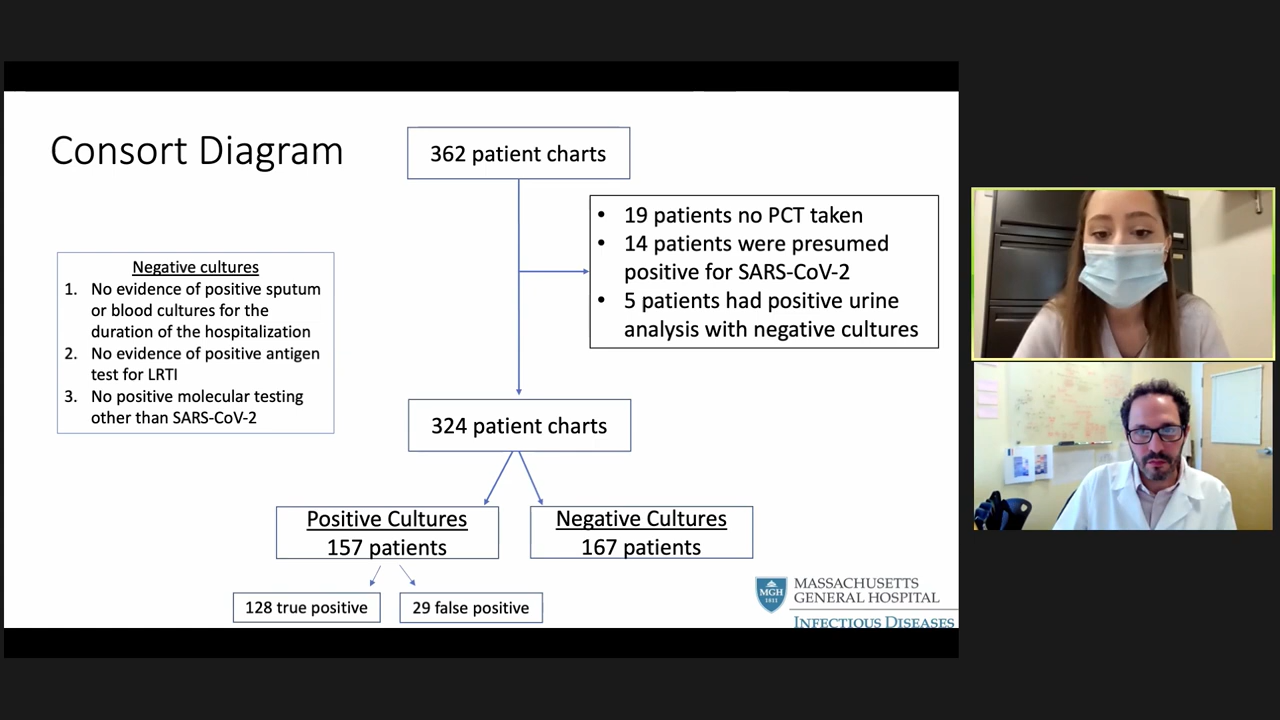 Consort Diagram
362 patient charts
• 19 patients no PCT taken
• 14 patients were presumed
positive for SARS-CoV-2
• 5 patients had positive urine
analysis with negative cultures
Negative cultures
1. No evidence of positive sputum
or blood cultures for the
duration of the hospitalization
2. No evidence of positive antigen
test for LRTI
3. No positive molecular testing
other than SARS-CoV-2
324 patient charts
Positive Cultures
157 patients
Negative Cultures
167 patients
128 true positive
29 false positive
MGH
1811
MASSACHUSETTS
GENERAL HOSPITAL
INFECTIOUS DISEASES